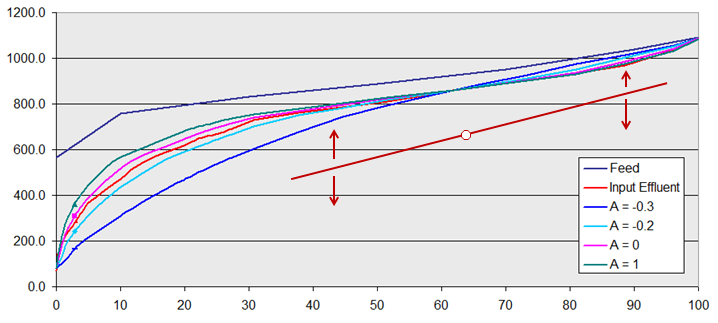 1200.0
1000.0
800.0
600.0
400.0
200.0
0.0
0 10 20 30 40 50 60 70 80 90 100
Feed
Input Effluent
A = -0.3
A = -0.2
A = 0
A = 1